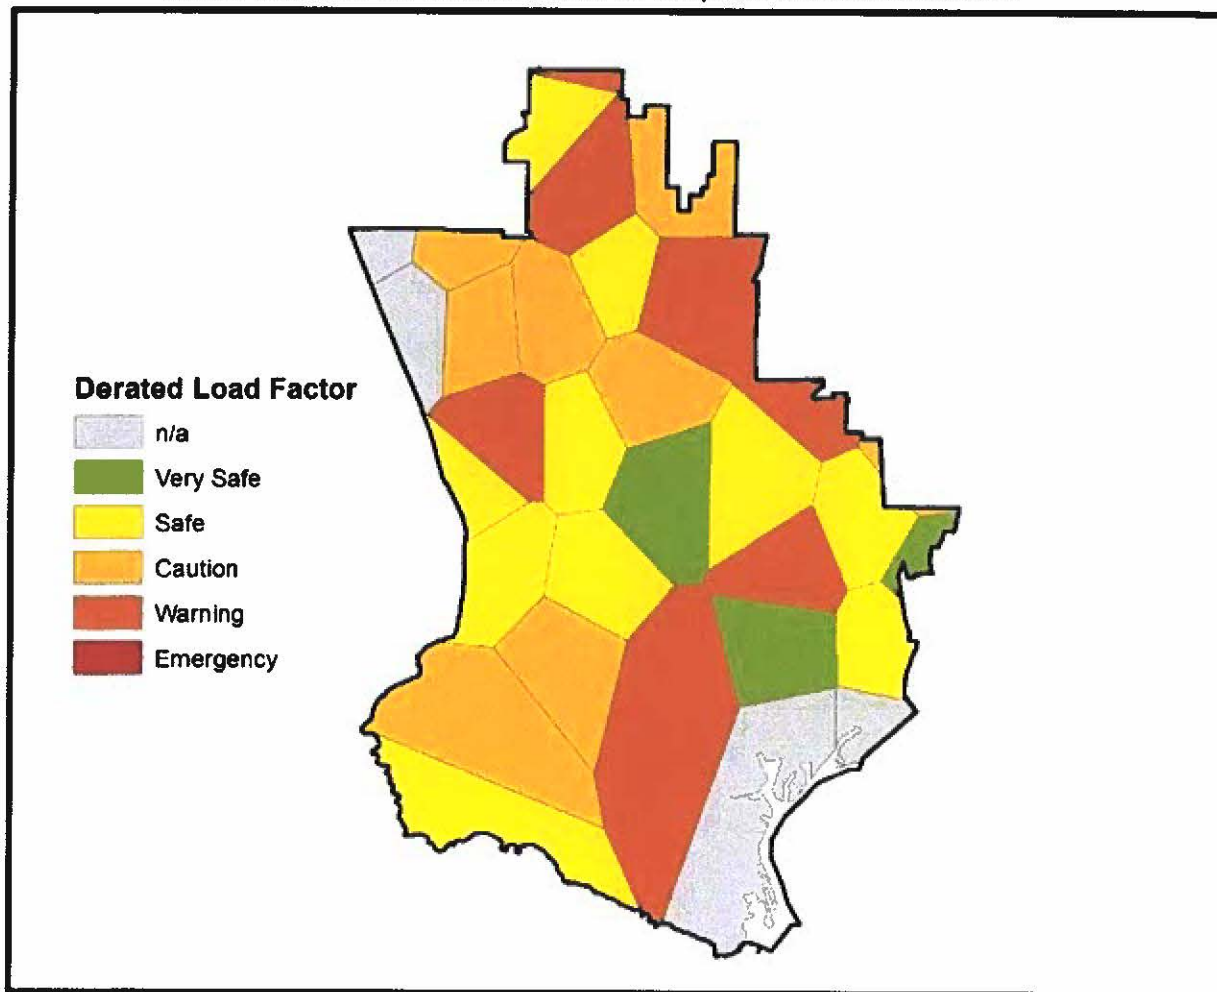 Derated Load Factor
n/a
Very Safe
Safe
Caution
Warning
Emergency